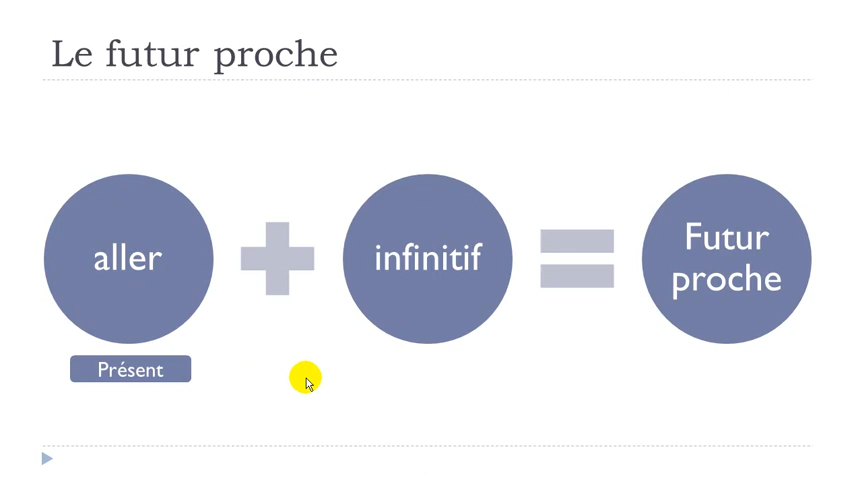 Le futur proche
aller
infinitif
Futur
proche
Présent